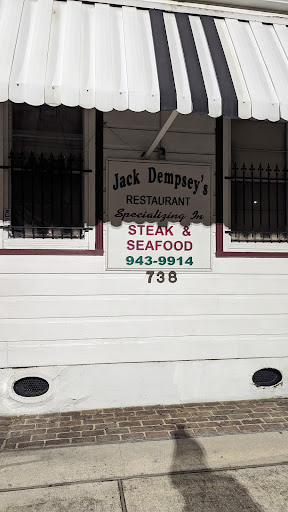 Jack Dempsey's
RESTAURANT
Specializing In
STEAK &
SEAFOOD
943-9914
738